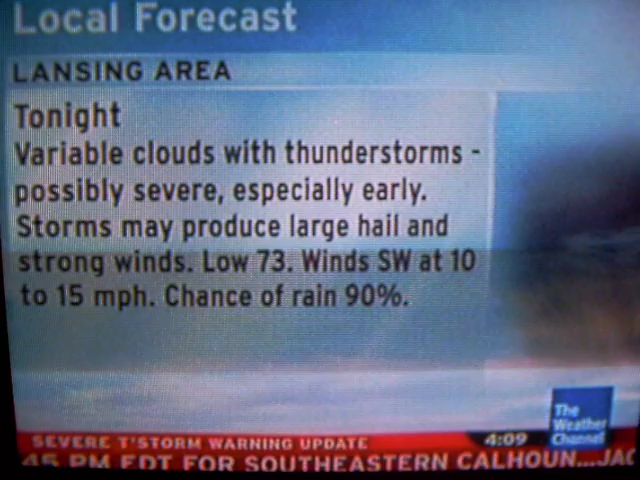 Local Forecast
LANSING AREA
Tonight
Variable clouds with thunderstorms -
possibly severe, especially early.
Storms may produce large hail and
strong winds. Low 73. Winds SW at 10
to 15 mph. Chance of rain 90%.
The
Weather
Channel
SEVERE T'STORM WARNING UPDATE
4:09
45 PM EDT FOR SOUTHEASTERN CALHOUN...JAC